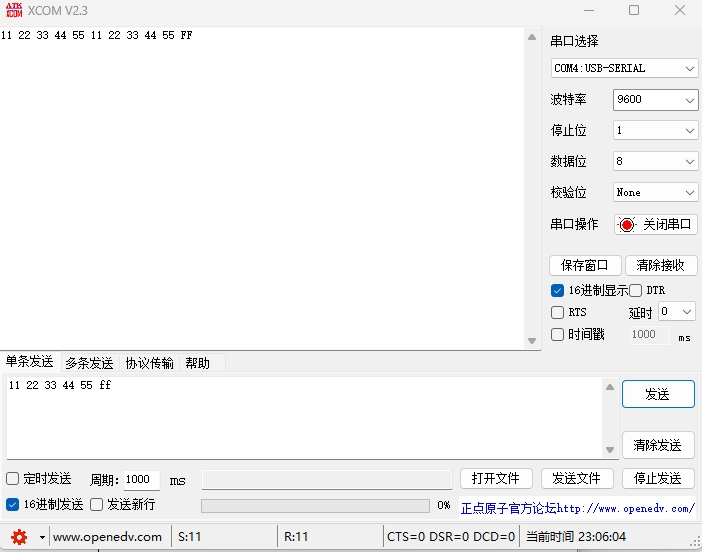 ATK XCOM XCOM V2.3
11 22 33 44 55 11 22 33 44 55 FF
串口选择
COM4:USB-SERIAL
波特率 9600
停止位 1
数据位 8
校验位 None
串口操作 关闭串口
保存窗口 清除接收
16进制显示 DTR
RTS 延时 0
时间戳 1000 ms
单条发送 多条发送 协议传输 帮助
11 22 33 44 55 ff
发送
清除发送
定时发送 周期: 1000 ms 打开文件 发送文件 停止发送
16进制发送 发送新行 0% 正点原子官方论坛http://www.openedv.com/
www.openedv.com S:11 R:11 CTS=0 DSR=0 DCD=0 当前时间 23:06:04